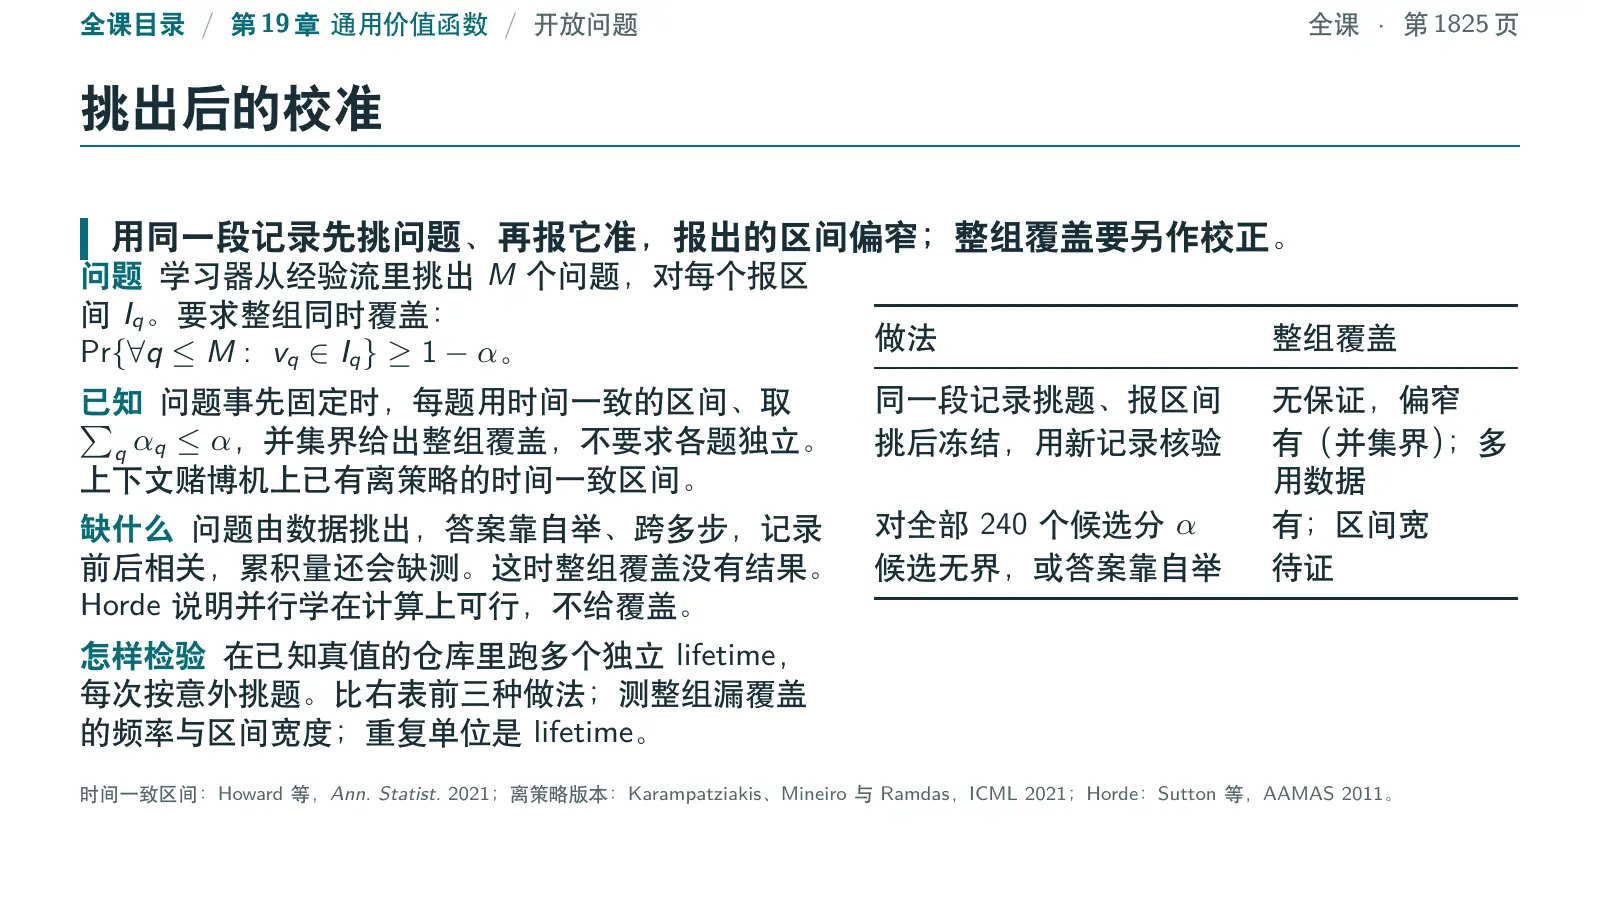 全课目录 / 第 19 章 通用价值函数 / 开放问题
全课 · 第 1825 页
挑出后的校准
用同一段记录先挑问题、再报它准，报出的区间偏窄；整组覆盖要另作校正。
问题 学习器从经验流里挑出 M 个问题，对每个报区
间 I_q。要求整组同时覆盖：
Pr{∀q ≤ M : v_q ∈ I_q} ≥ 1 − α。
已知 问题事先固定时，每题用时间一致的区间、取
∑_q α_q ≤ α，并集界给出整组覆盖，不要求各题独立。
上下文赌博机上已有离策略的时间一致区间。
缺什么 问题由数据挑出，答案靠自举、跨多步，记录
前后相关，累积量还会缺测。这时整组覆盖没有结果。
Horde 说明并行学在计算上可行，不给覆盖。
怎样检验 在已知真值的仓库里跑多个独立 lifetime，
每次按意外挑题。比右表前三种做法；测整组漏覆盖
的频率与区间宽度；重复单位是 lifetime。
做法 整组覆盖
同一段记录挑题、报区间 无保证，偏窄
挑后冻结，用新记录核验 有（并集界）；多
用数据
对全部 240 个候选分 α 有；区间宽
候选无界，或答案靠自举 待证
时间一致区间：Howard 等，Ann. Statist. 2021；离策略版本：Karampatziakis、Mineiro 与 Ramdas，ICML 2021；Horde：Sutton 等，AAMAS 2011。